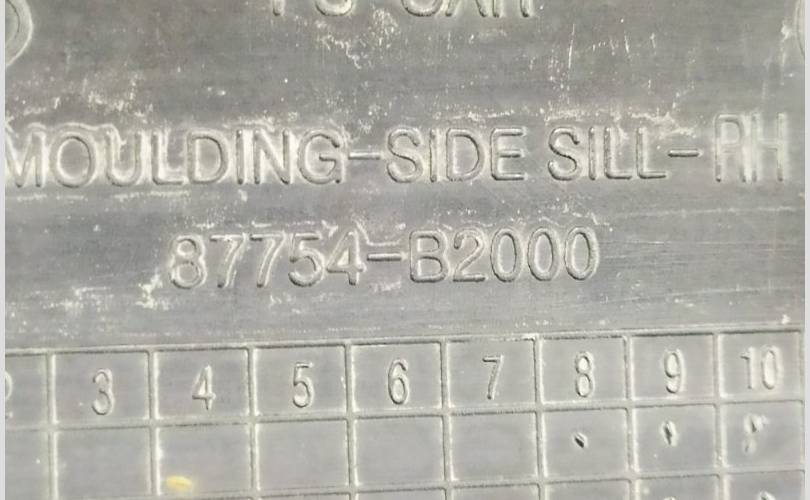 MOULDING-SIDE SILL-RH
87754-B2000
3 4 5 6 7 8 9 10